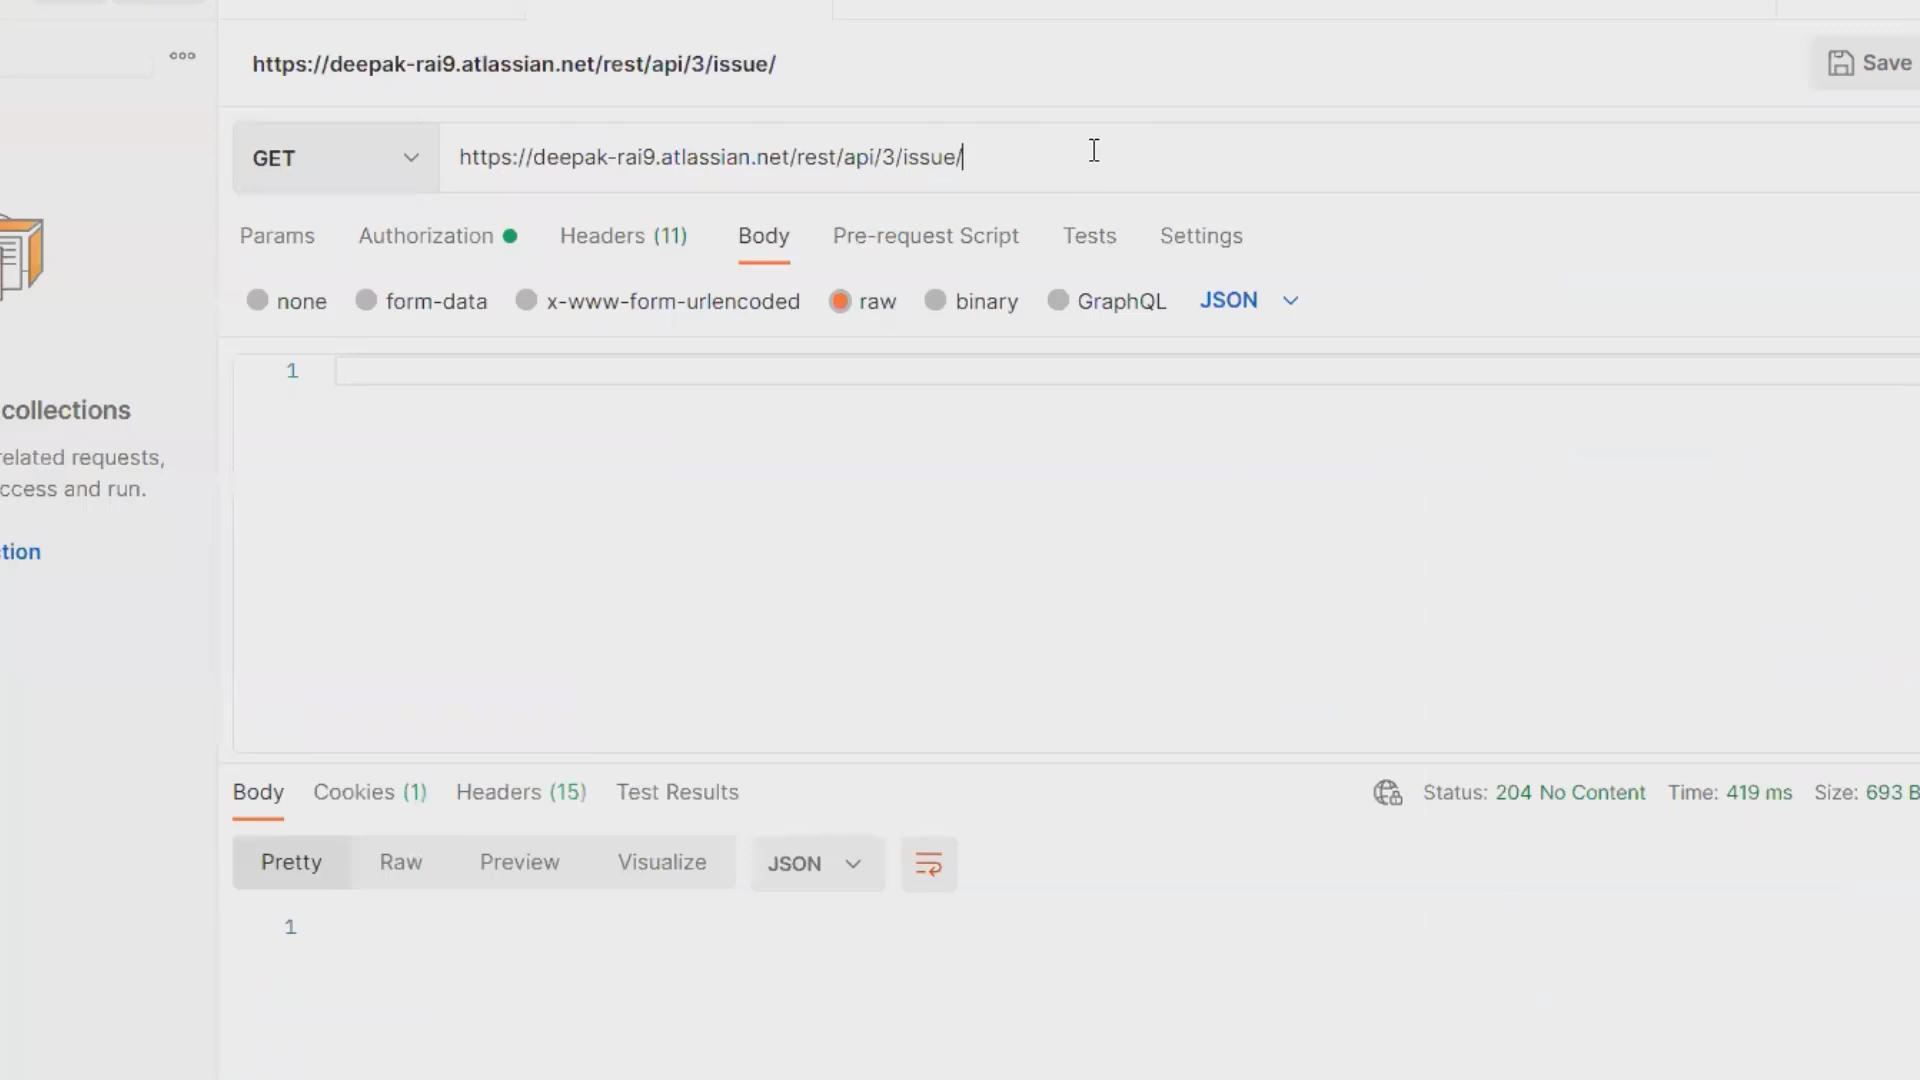 https://deepak-rai9.atlassian.net/rest/api/3/issue/
Save
GET
https://deepak-rai9.atlassian.net/rest/api/3/issue/
Params Authorization Headers (11) Body Pre-request Script Tests Settings
none form-data x-www-form-urlencoded raw binary GraphQL JSON
1
collections
related requests,
ccess and run.
tion
Body Cookies (1) Headers (15) Test Results Status: 204 No Content Time: 419 ms Size: 693 B
Pretty Raw Preview Visualize JSON
1